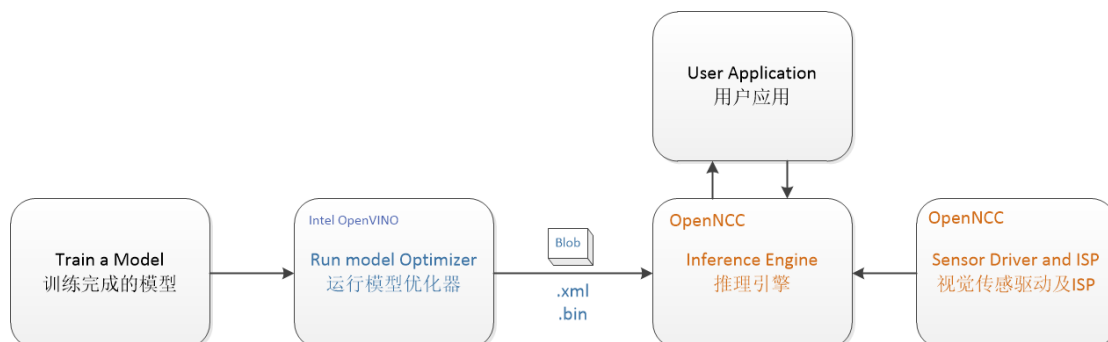 User Application
用户应用
Train a Model
训练完成的模型
Intel OpenVINO
Run model Optimizer
运行模型优化器
Blob
.xml
.bin
OpenNCC
Inference Engine
推理引擎
OpenNCC
Sensor Driver and ISP
视觉传感驱动及ISP